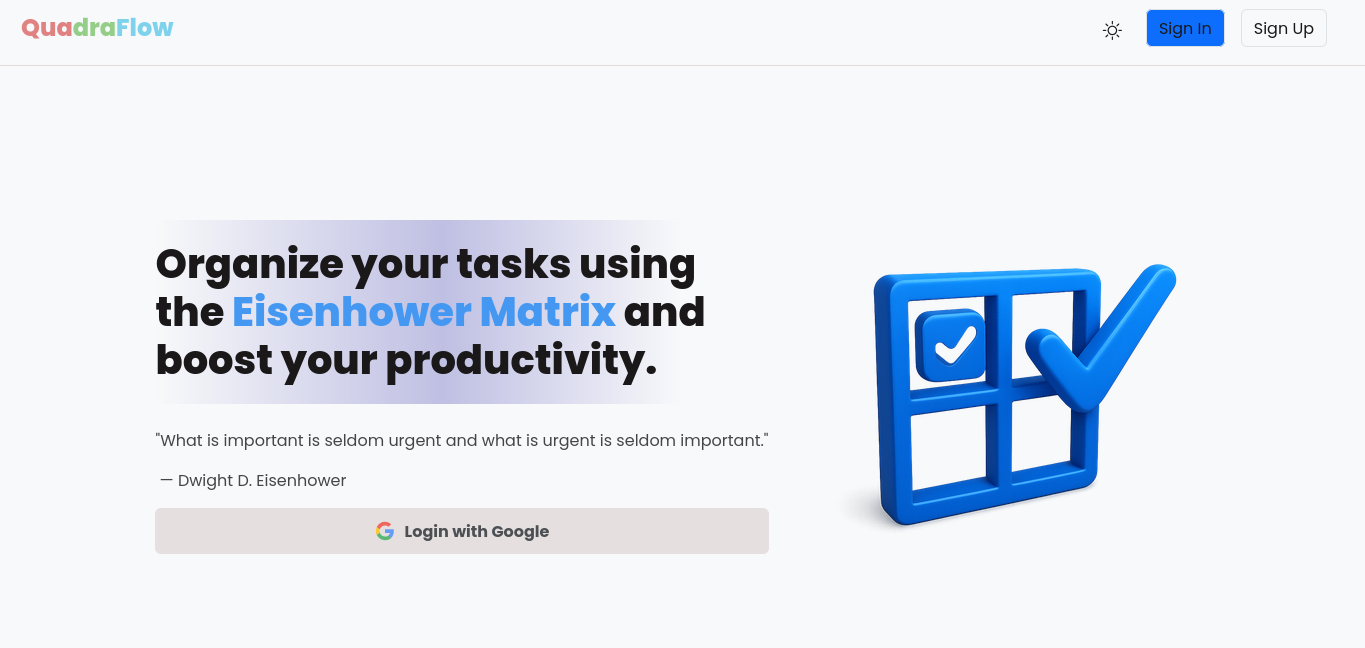 QuadraFlow
Sign In
Sign Up
Organize your tasks using
the Eisenhower Matrix and
boost your productivity.
"What is important is seldom urgent and what is urgent is seldom important."
— Dwight D. Eisenhower
Login with Google